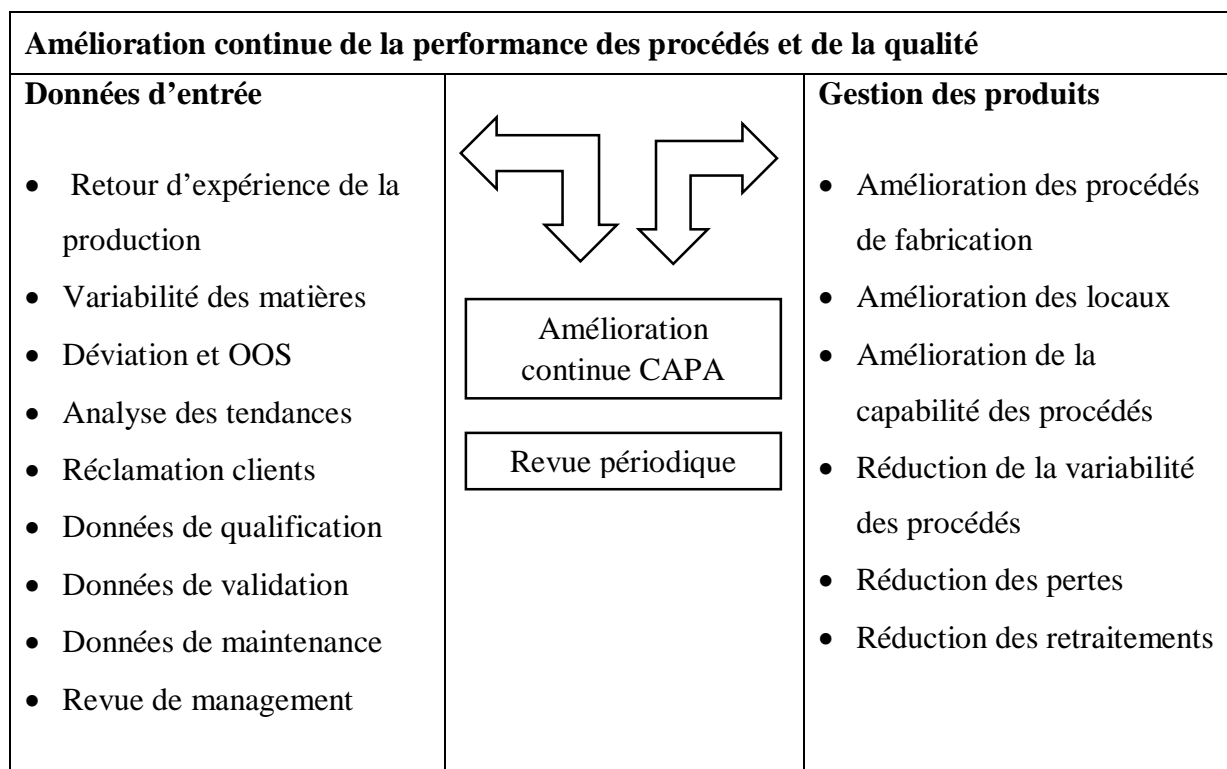 Amélioration continue de la performance des procédés et de la qualité
Données d’entrée
• Retour d’expérience de la
production
• Variabilité des matières
• Déviation et OOS
• Analyse des tendances
• Réclamation clients
• Données de qualification
• Données de validation
• Données de maintenance
• Revue de management
Amélioration
continue CAPA
Revue périodique
Gestion des produits
• Amélioration des procédés
de fabrication
• Amélioration des locaux
• Amélioration de la
capabilité des procédés
• Réduction de la variabilité
des procédés
• Réduction des pertes
• Réduction des retraitements